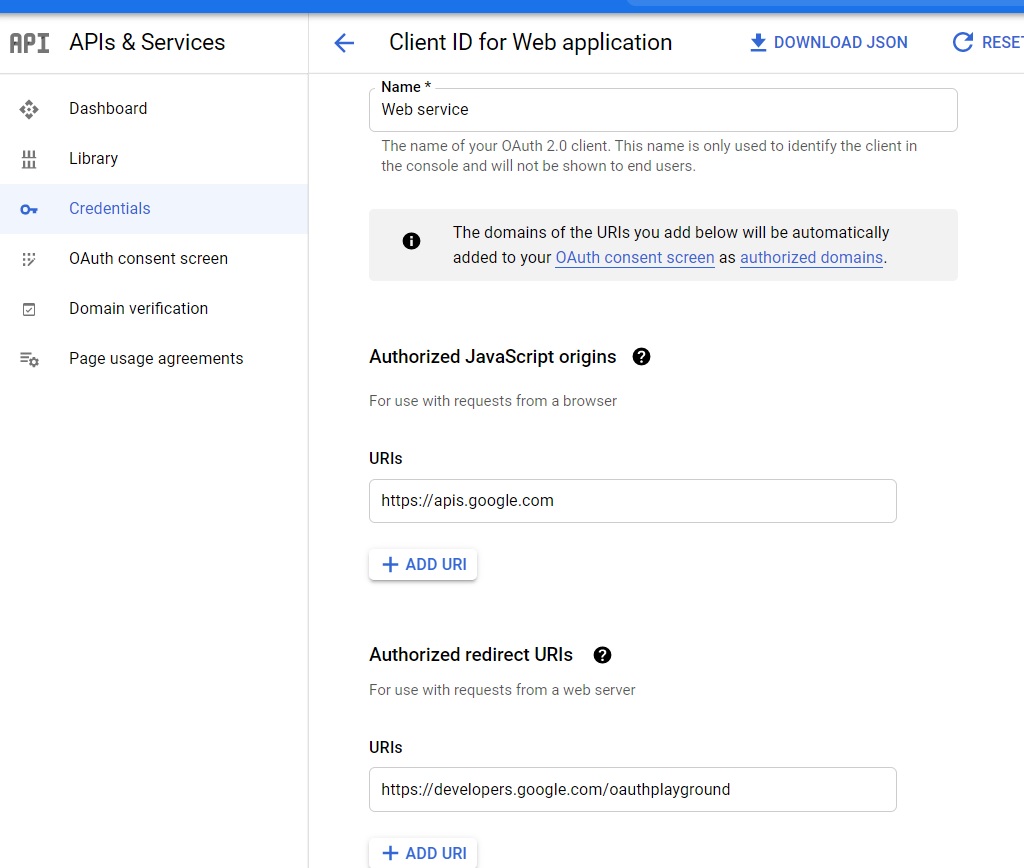 API APIs & Services
Client ID for Web application
DOWNLOAD JSON
Dashboard
Library
Credentials
OAuth consent screen
Domain verification
Page usage agreements
Name *
Web service
The name of your OAuth 2.0 client. This name is only used to identify the client in
the console and will not be shown to end users.
The domains of the URIs you add below will be automatically
added to your OAuth consent screen as authorized domains.
Authorized JavaScript origins
For use with requests from a browser
URIs
https://apis.google.com
ADD URI
Authorized redirect URIs
For use with requests from a web server
URIs
https://developers.google.com/oauthplayground
ADD URI